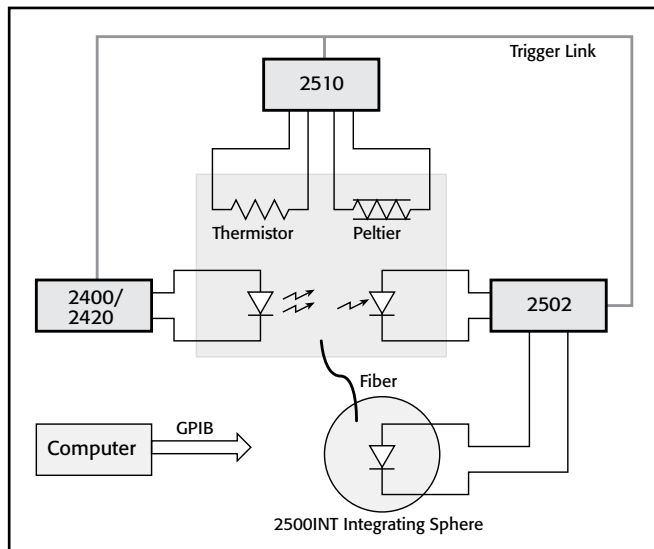 Trigger Link
2510
Thermistor
Peltier
2400/
2420
2502
Fiber
GPIB
Computer
2500INT Integrating Sphere